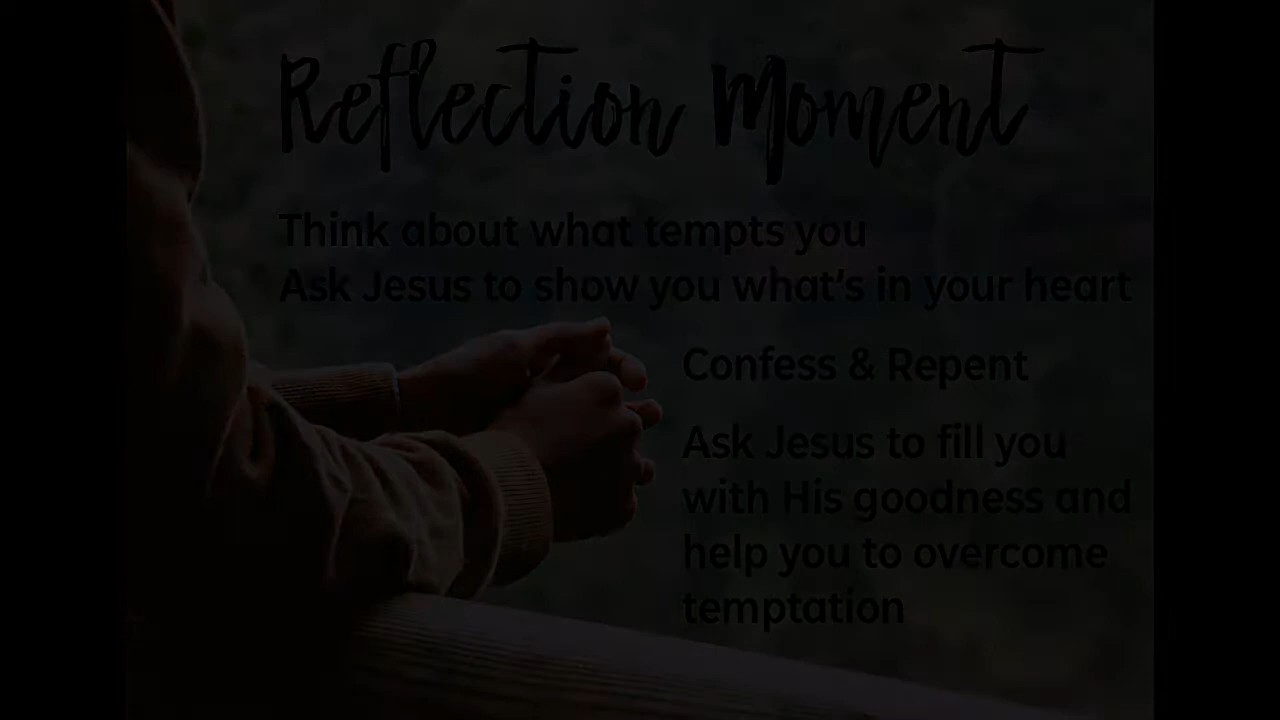 Reflection Moment
Think about what tempts you
Ask Jesus to show you what's in your heart
Confess & Repent
Ask Jesus to fill you
with His goodness and
help you to overcome
temptation